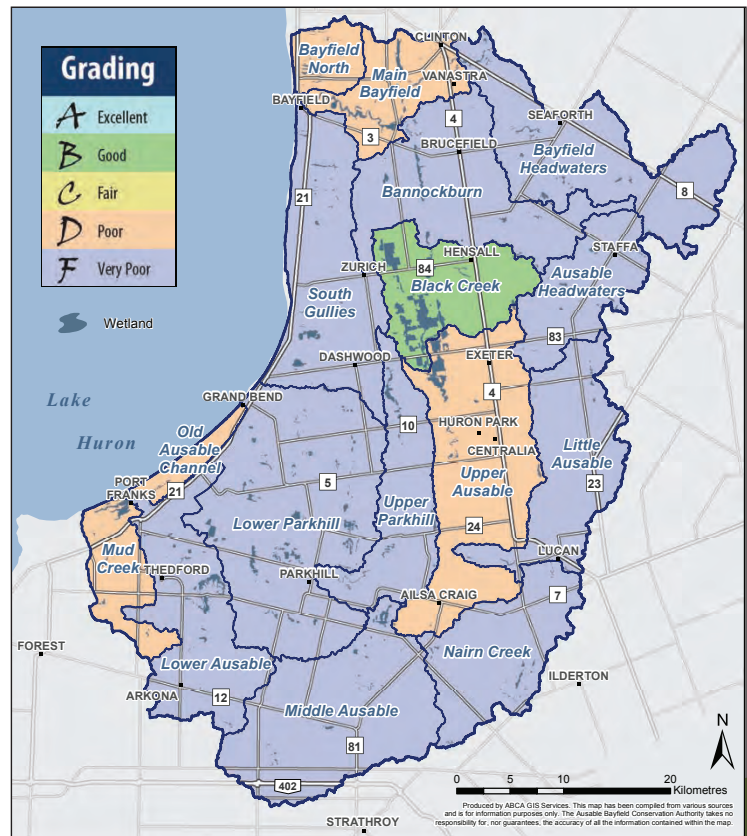 Grading
A Excellent
B Good
C Fair
D Poor
F Very Poor
Wetland
Bayfield
North
Main
Bayfield
CLINTON
VANASTRA
BAYFIELD
3
4
BRUCEFIELD
SEAFORTH
Bayfield
Headwaters
8
21
Bannockburn
STAFFA
ZURICH
84
HENSALL
Black Creek
Ausable
Headwaters
South
Gullies
83
DASHWOOD
EXETER
4
Lake
Huron
GRAND BEND
Old
Ausable
Channel
10
HURON PARK
CENTRALIA
Little
Ausable
23
PORT
FRANKS
21
5
Lower Parkhill
Upper
Parkhill
Upper
Ausable
24
LUCAN
Mud
Creek
THEDFORD
PARKHILL
AILSA CRAIG
7
FOREST
Lower Ausable
Nairn Creek
ILDERTON
ARKONA
12
Middle Ausable
81
402
STRATHROY
N
0 5 10 20
Kilometres
Produced by ABCA GIS Services. This map has been compiled from various sources
and is for information purposes only. The Ausable Bayfield Conservation Authority takes no
responsibility for, nor guarantees, the accuracy of all the information contained within the map.